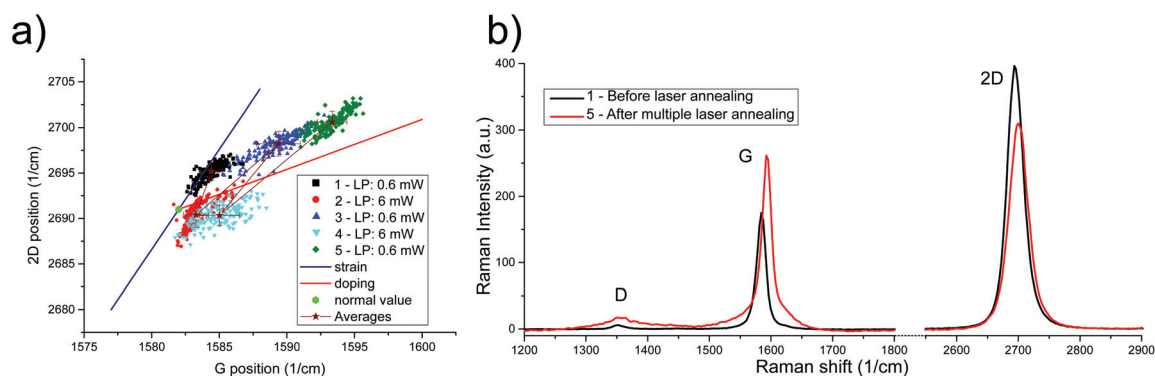 a)
2D position (1/cm)
2705
2700
2695
2690
2685
2680
1575
1580
1585
1590
1595
1600
G position (1/cm)
1 - LP: 0.6 mW
2 - LP: 6 mW
3 - LP: 0.6 mW
4 - LP: 6 mW
5 - LP: 0.6 mW
strain
doping
normal value
Averages
b)
Raman Intensity (a.u.)
400
300
200
100
0
1 - Before laser annealing
5 - After multiple laser annealing
D
G
2D
1200
1300
1400
1500
1600
1700
1800
2600
2700
2800
2900
Raman shift (1/cm)